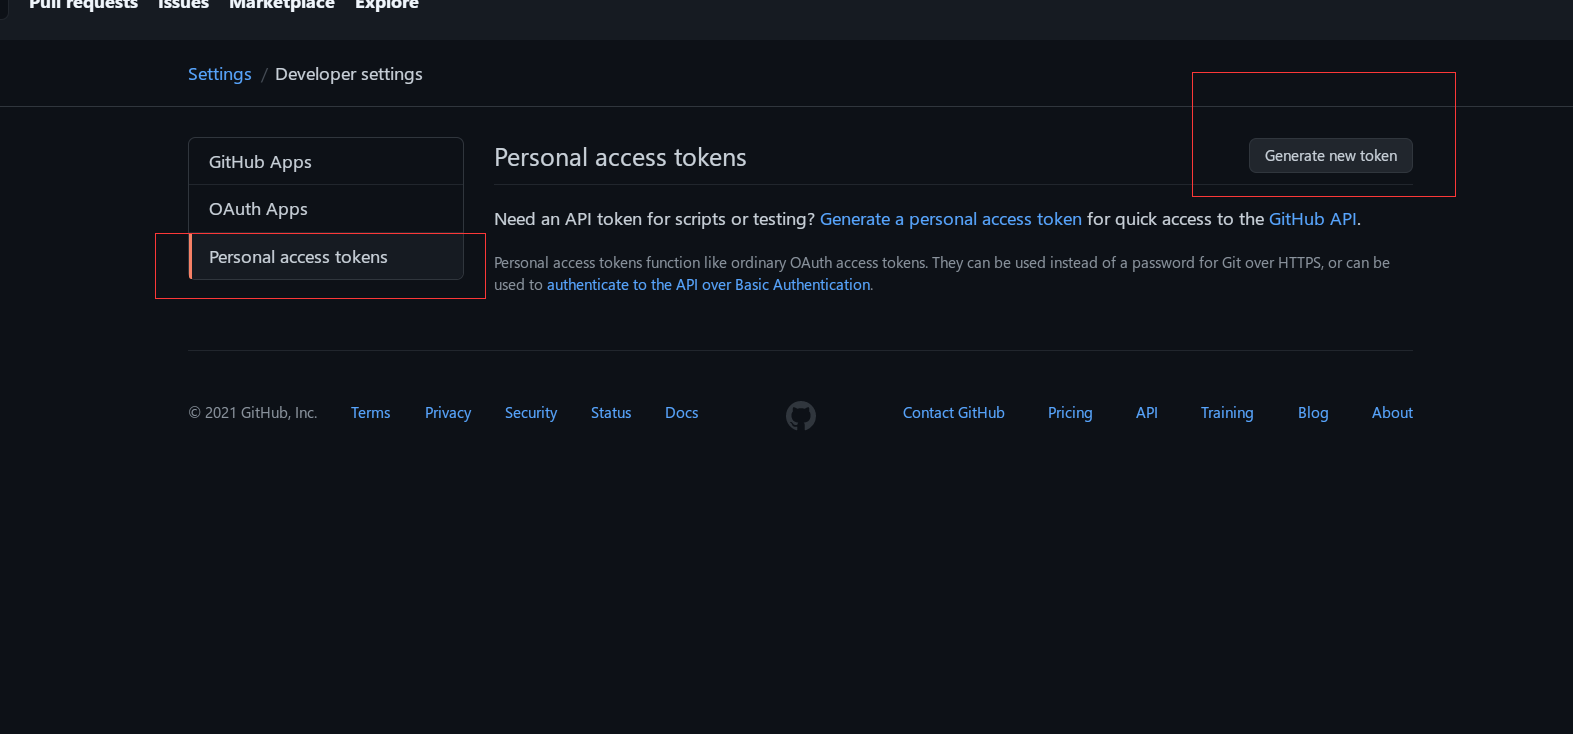 Pull requests Issues Marketplace Explore
Settings / Developer settings
GitHub Apps
OAuth Apps
Personal access tokens
Personal access tokens
Generate new token
Need an API token for scripts or testing? Generate a personal access token for quick access to the GitHub API.
Personal access tokens function like ordinary OAuth access tokens. They can be used instead of a password for Git over HTTPS, or can be
used to authenticate to the API over Basic Authentication.
© 2021 GitHub, Inc. Terms Privacy Security Status Docs Contact GitHub Pricing API Training Blog About